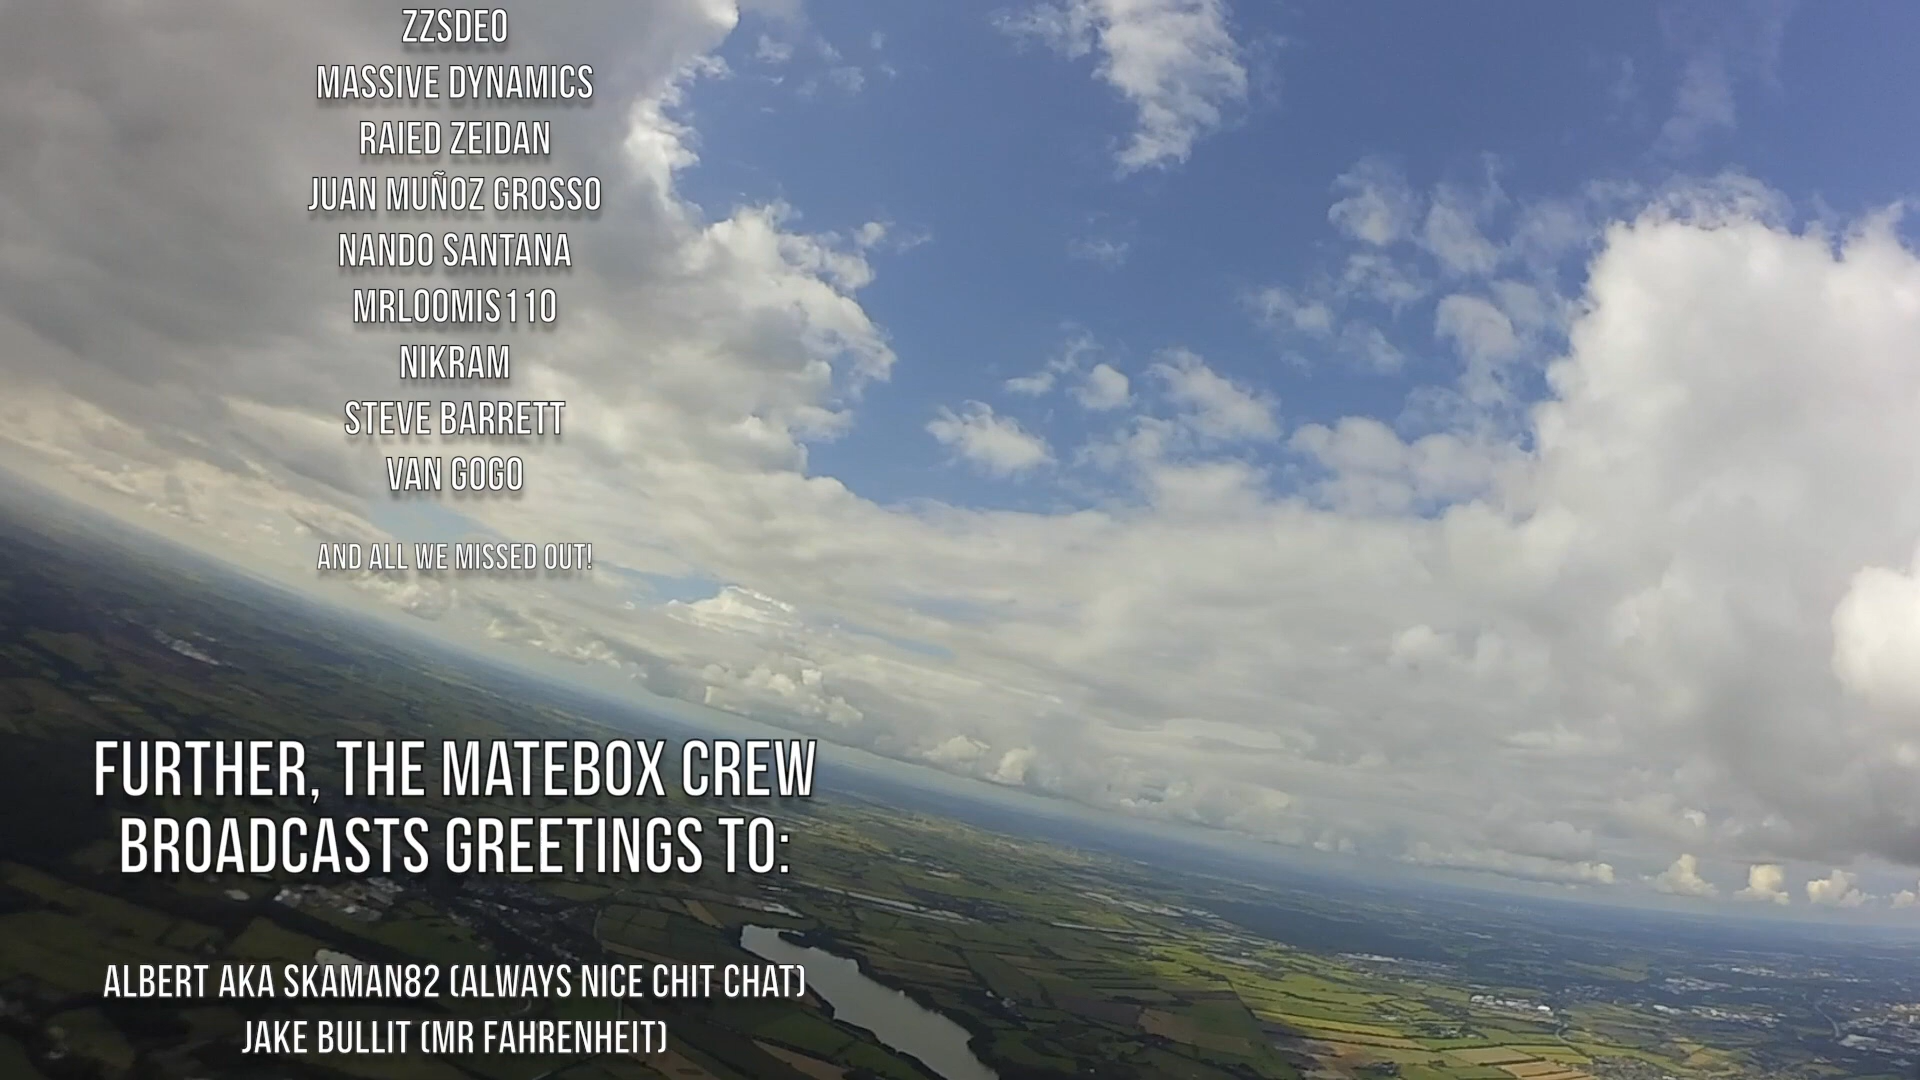 ZZSDEO
MASSIVE DYNAMICS
RAIED ZEIDAN
JUAN MUÑOZ GROSSO
NANDO SANTANA
MRLOOMIS110
NIKRAM
STEVE BARRETT
VAN GOGO
AND ALL WE MISSED OUT!
FURTHER, THE MATEBOX CREW
BROADCASTS GREETINGS TO:
ALBERT AKA SKAMAN82 (ALWAYS NICE CHIT CHAT)
JAKE BULLIT (MR FAHRENHEIT)